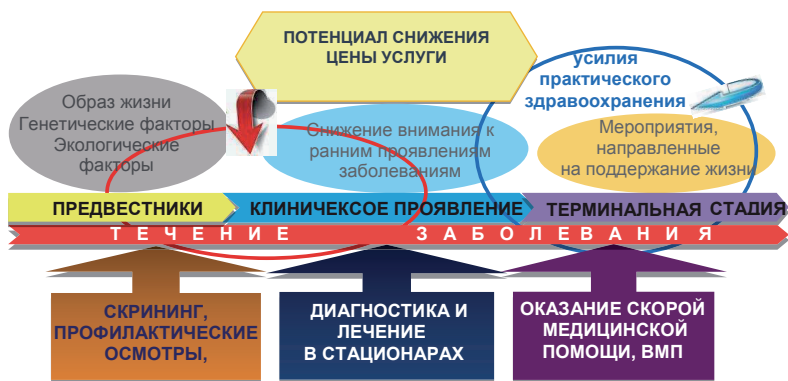 ПОТЕНЦИАЛ СНИЖЕНИЯ
ЦЕНЫ УСЛУГИ
усилия
практического
здравоохранения
Образ жизни
Генетические факторы
Экологические
факторы
Снижение внимания к
ранним проявлениям
заболеваниям
Мероприятия,
направленные
на поддержание жизни
ПРЕДВЕСТНИКИ
КЛИНИЧЕКСОЕ ПРОЯВЛЕНИЕ
ТЕРМИНАЛЬНАЯ СТАДИЯ
ТЕЧЕНИЕ ЗАБОЛЕВАНИЯ
СКРИНИНГ,
ПРОФИЛАКТИЧЕСКИЕ
ОСМОТРЫ,
ДИАГНОСТИКА И
ЛЕЧЕНИЕ
В СТАЦИОНАРАХ
ОКАЗАНИЕ СКОРОЙ
МЕДИЦИНСКОЙ
ПОМОЩИ, ВМП